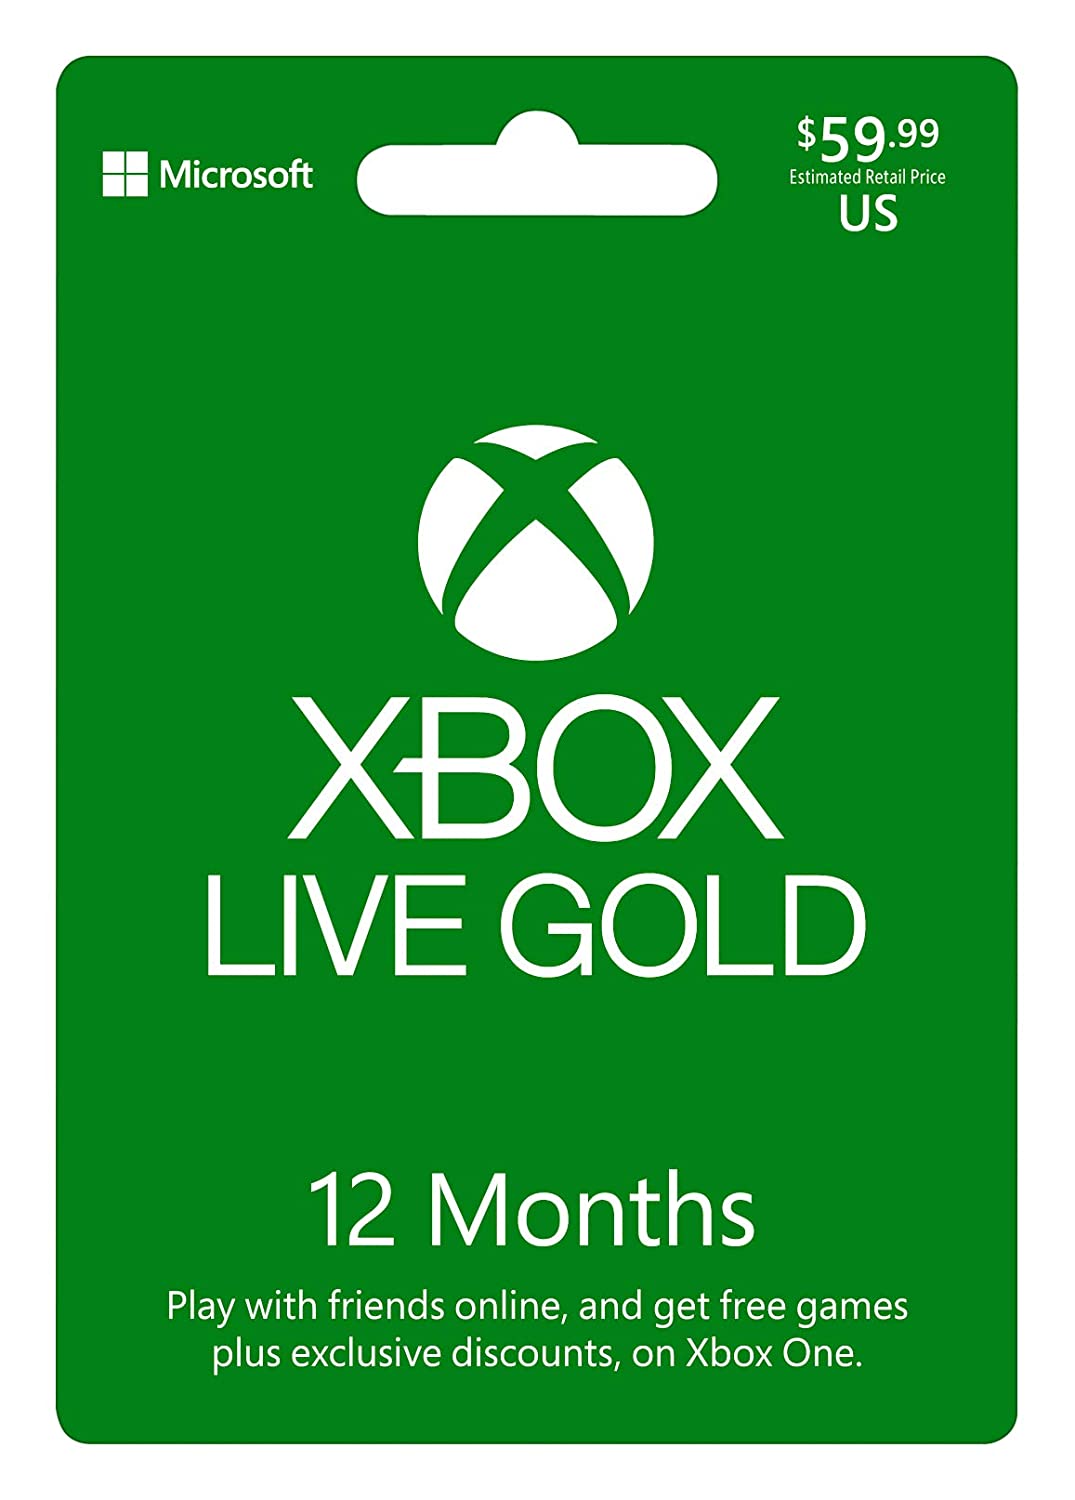 Microsoft
$59.99
Estimated Retail Price
US
XBOX
LIVE GOLD
12 Months
Play with friends online, and get free games
plus exclusive discounts, on Xbox One.